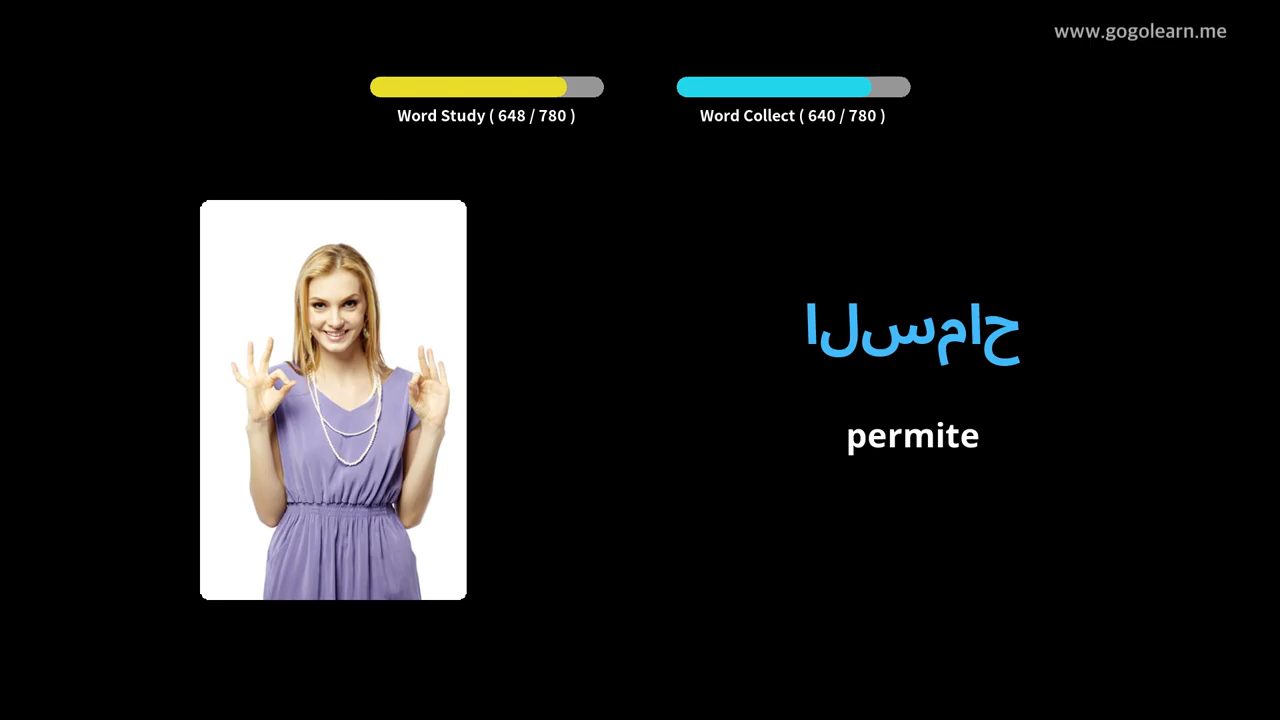 www.gogolearn.me
Word Study ( 648 / 780 )
Word Collect ( 640 / 780 )
السماح
permite